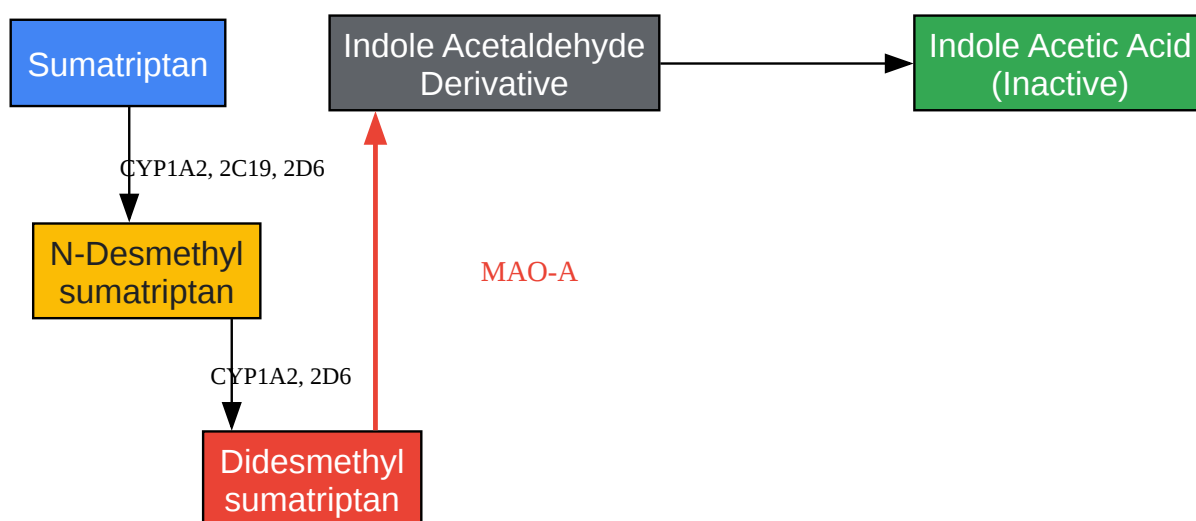 Sumatriptan
Indole Acetaldehyde
Derivative
Indole Acetic Acid
(Inactive)
CYP1A2, 2C19, 2D6
N-Desmethyl
sumatriptan
MAO-A
CYP1A2, 2D6
Didesmethyl
sumatriptan